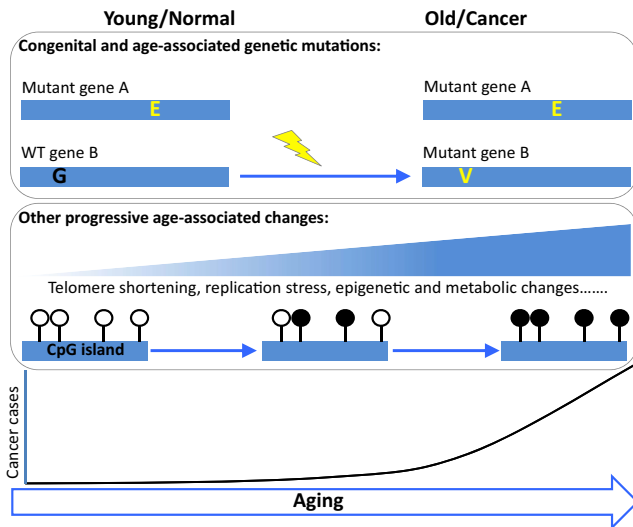 Young/Normal Old/Cancer
Congenital and age-associated genetic mutations:
Mutant gene A Mutant gene A
E E
WT gene B Mutant gene B
G V
Other progressive age-associated changes:
Telomere shortening, replication stress, epigenetic and metabolic changes.......
CpG island
Cancer cases
Aging